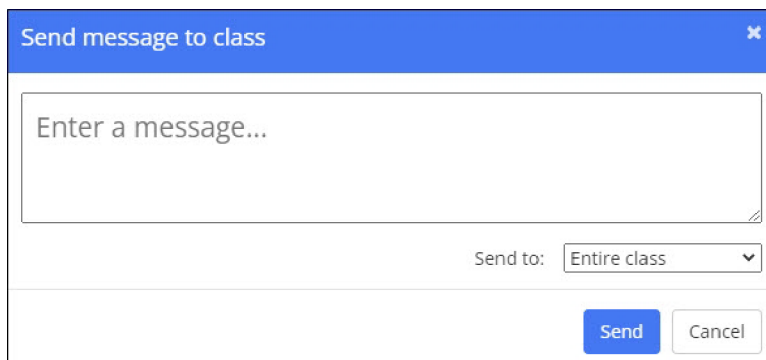 Send message to class
Enter a message...
Send to: Entire class
Send Cancel